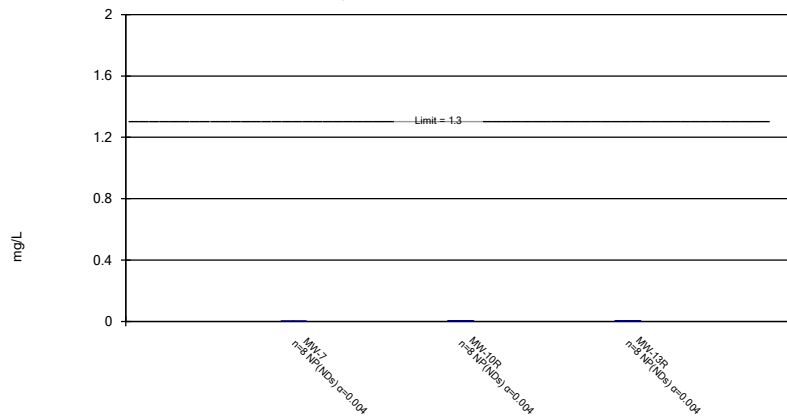 2
1.6
Limit = 1.3
1.2
0.8
mg/L
0.4
0
MW-7
n=8 NP(NDs) α=0.004
MW-10R
n=8 NP(NDs) α=0.004
MW-13R
n=8 NP(NDs) α=0.004